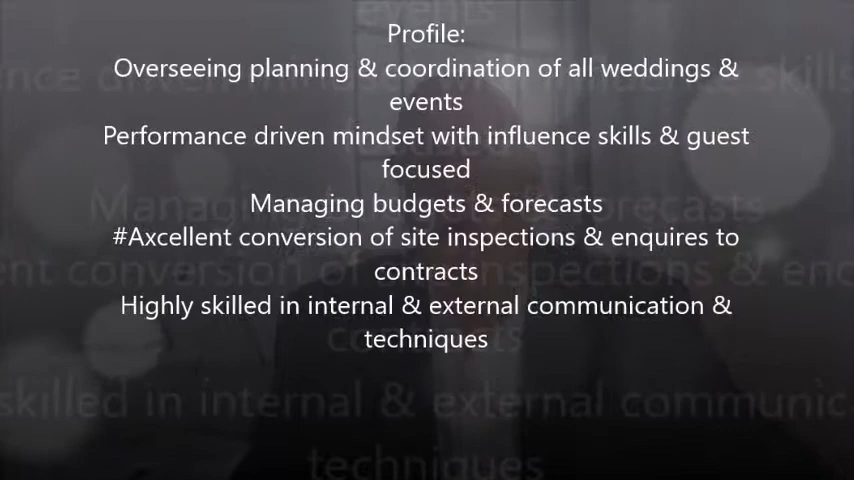 Profile:
Overseeing planning & coordination of all weddings &
events
Performance driven mindset with influence skills & guest
focused
Managing budgets & forecasts
#Axcellent conversion of site inspections & enquires to
contracts
Highly skilled in internal & external communication &
techniques